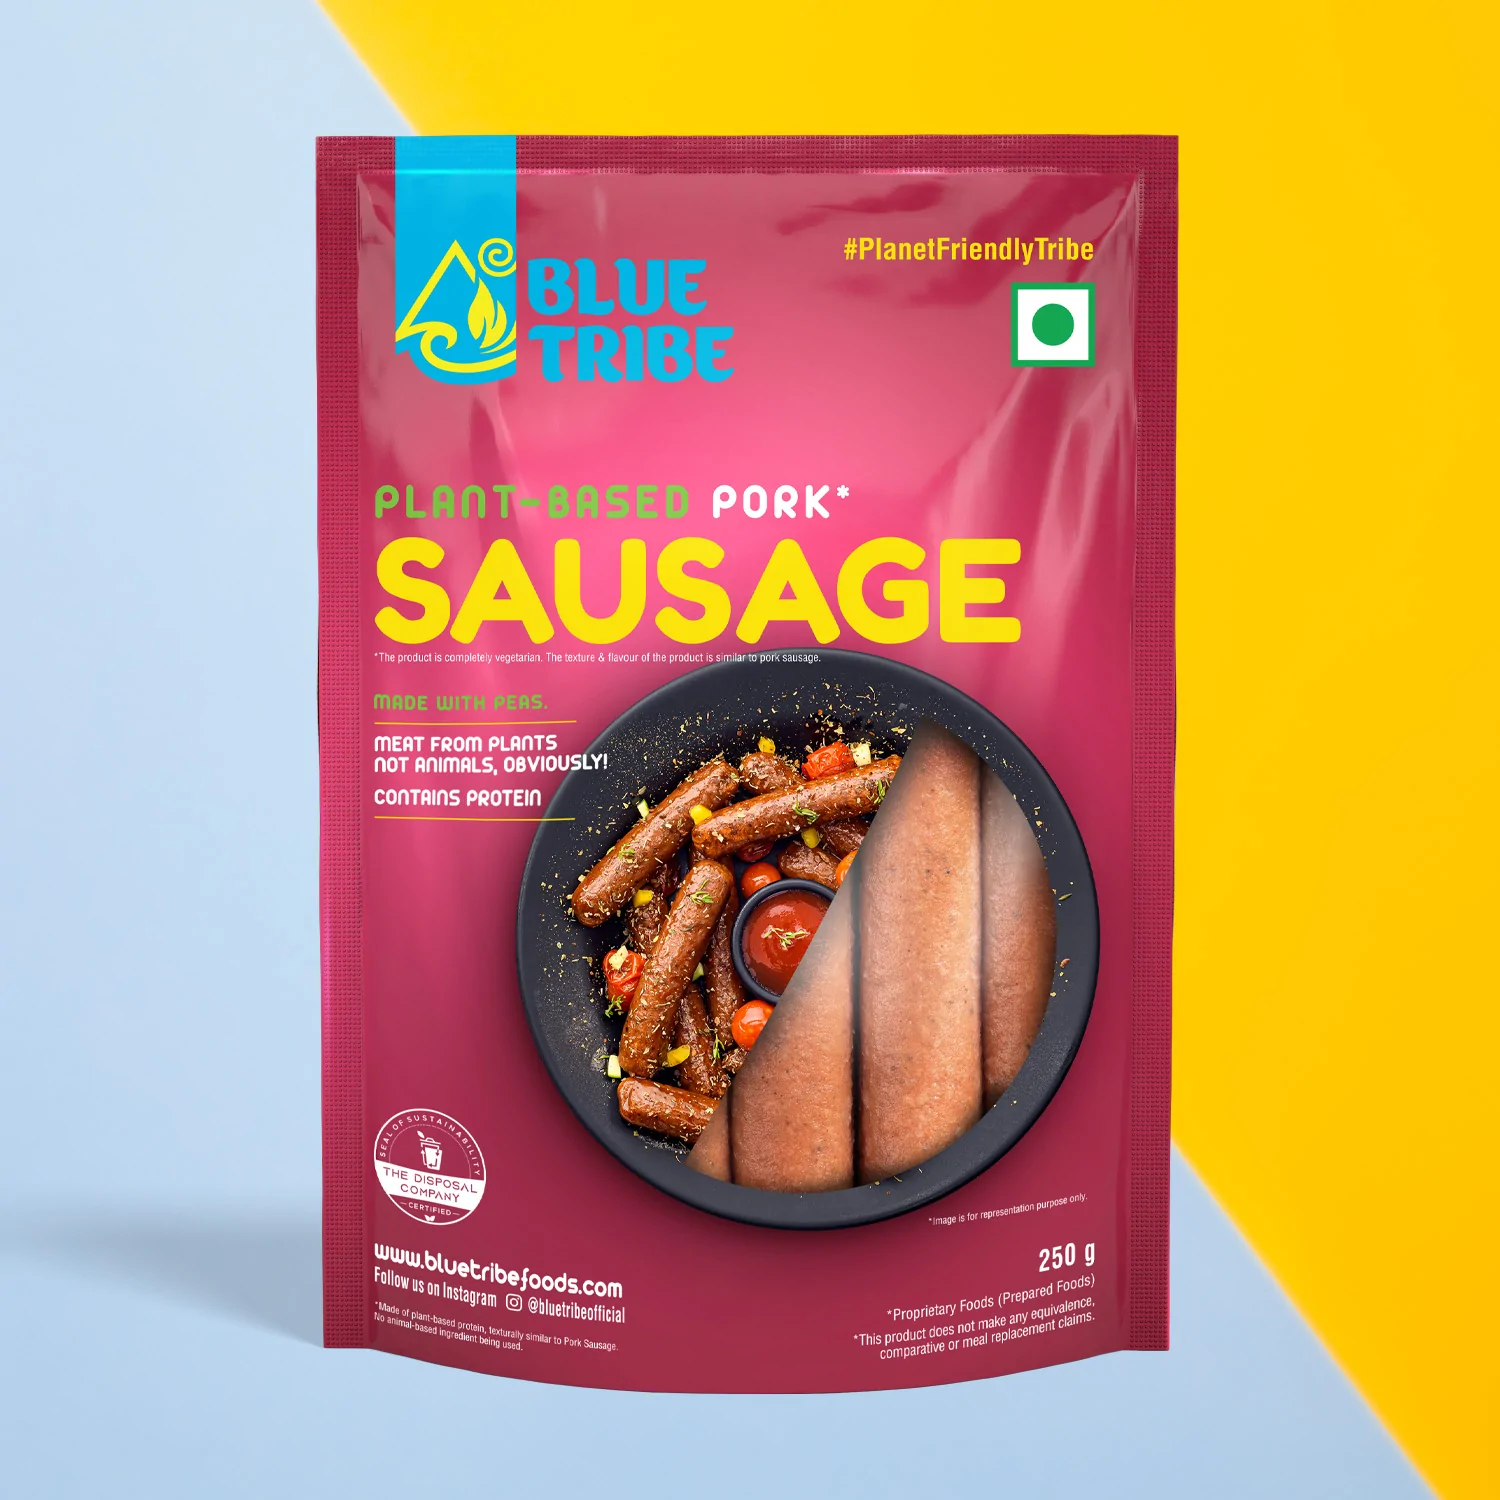 BLUE
TRIBE
#PlanetFriendlyTribe
PLANT-BASED PORK*
SAUSAGE
*The product is completely vegetarian. The texture & flavour of the product is similar to pork sausage.
MADE WITH PEAS.
MEAT FROM PLANTS
NOT ANIMALS, OBVIOUSLY!
CONTAINS PROTEIN
SEAL OF SUSTAINABILITY
THE DISPOSAL
COMPANY
CERTIFIED
*Image is for representation purpose only.
www.bluetribefoods.com
Follow us on Instagram @bluetribeofficial
*Made of plant-based protein, texturally similar to Pork Sausage.
No animal-based ingredient being used.
250 g
*Proprietary Foods (Prepared Foods)
*This product does not make any equivalence,
comparative or meal replacement claims.